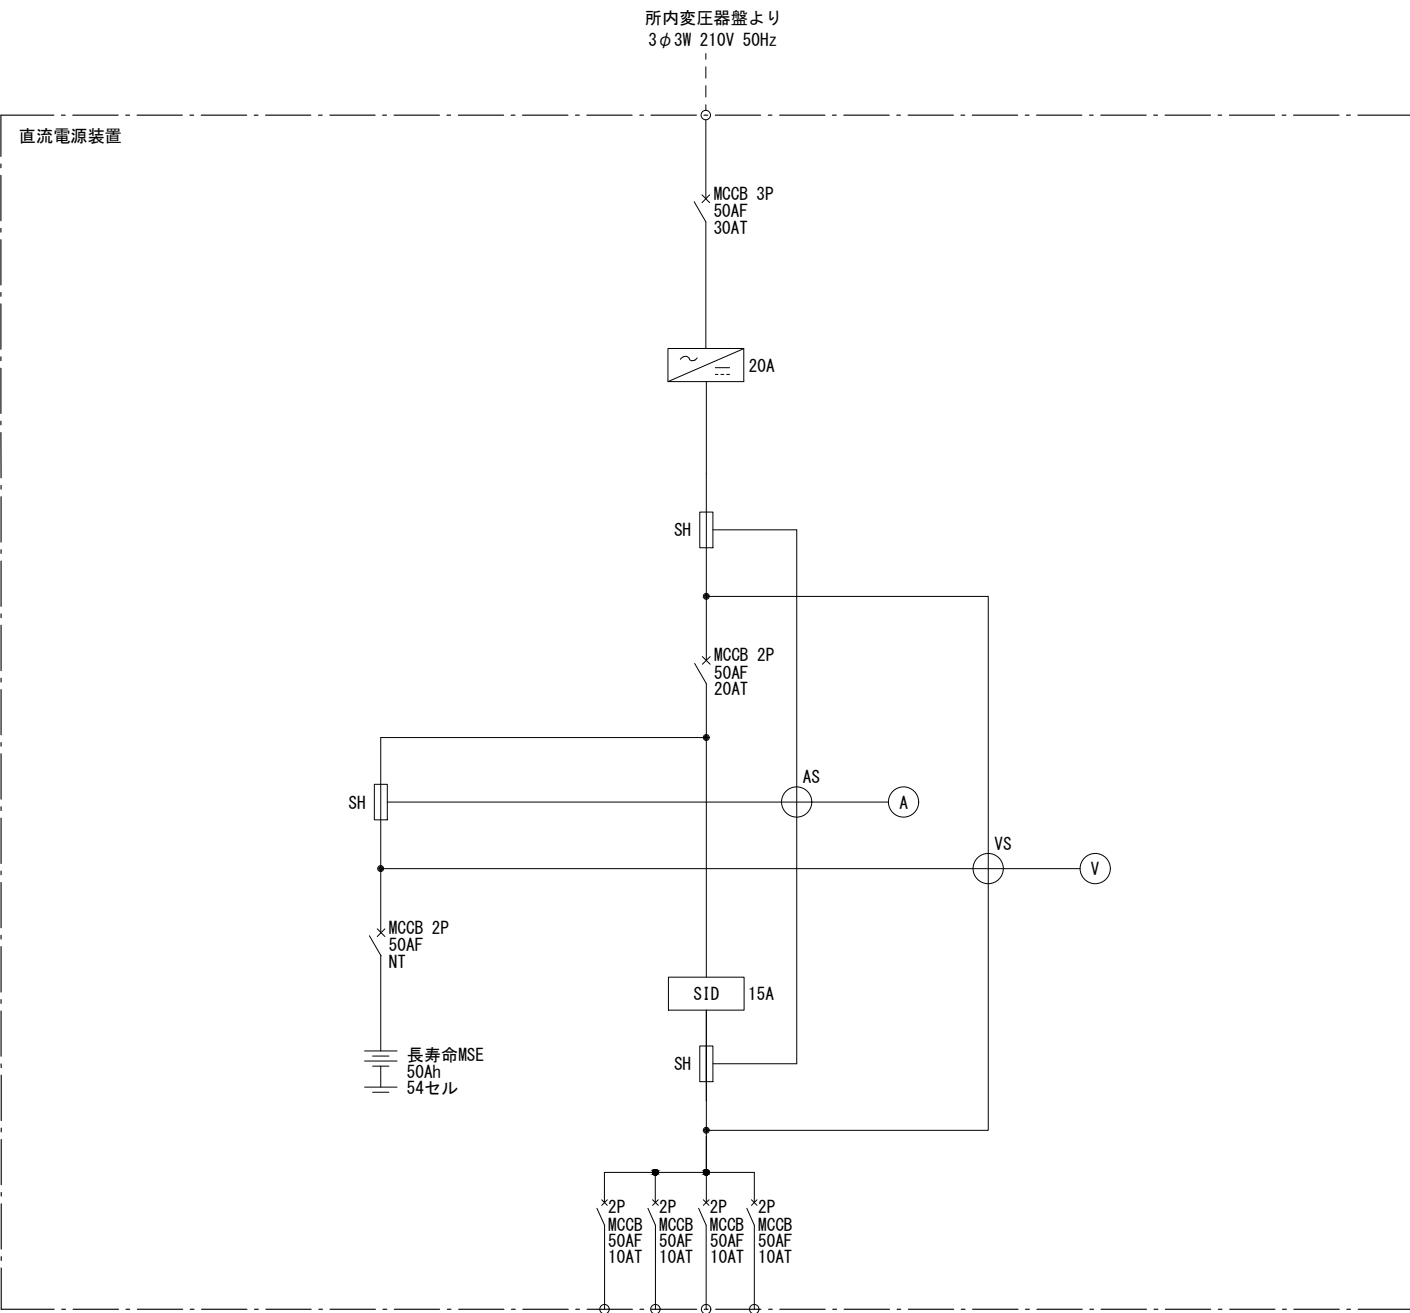 所内変圧器盤より
3φ3W 210V 50Hz
直流電源装置
MCCB 3P
50AF
30AT
20A
SH
MCCB 2P
50AF
20AT
AS
SH
A
VS
V
MCCB 2P
50AF
NT
SID
15A
長寿命MSE
50Ah
54セル
SH
2P
MCCB
50AF
10AT
2P
MCCB
50AF
10AT
2P
MCCB
50AF
10AT
2P
MCCB
50AF
10AT